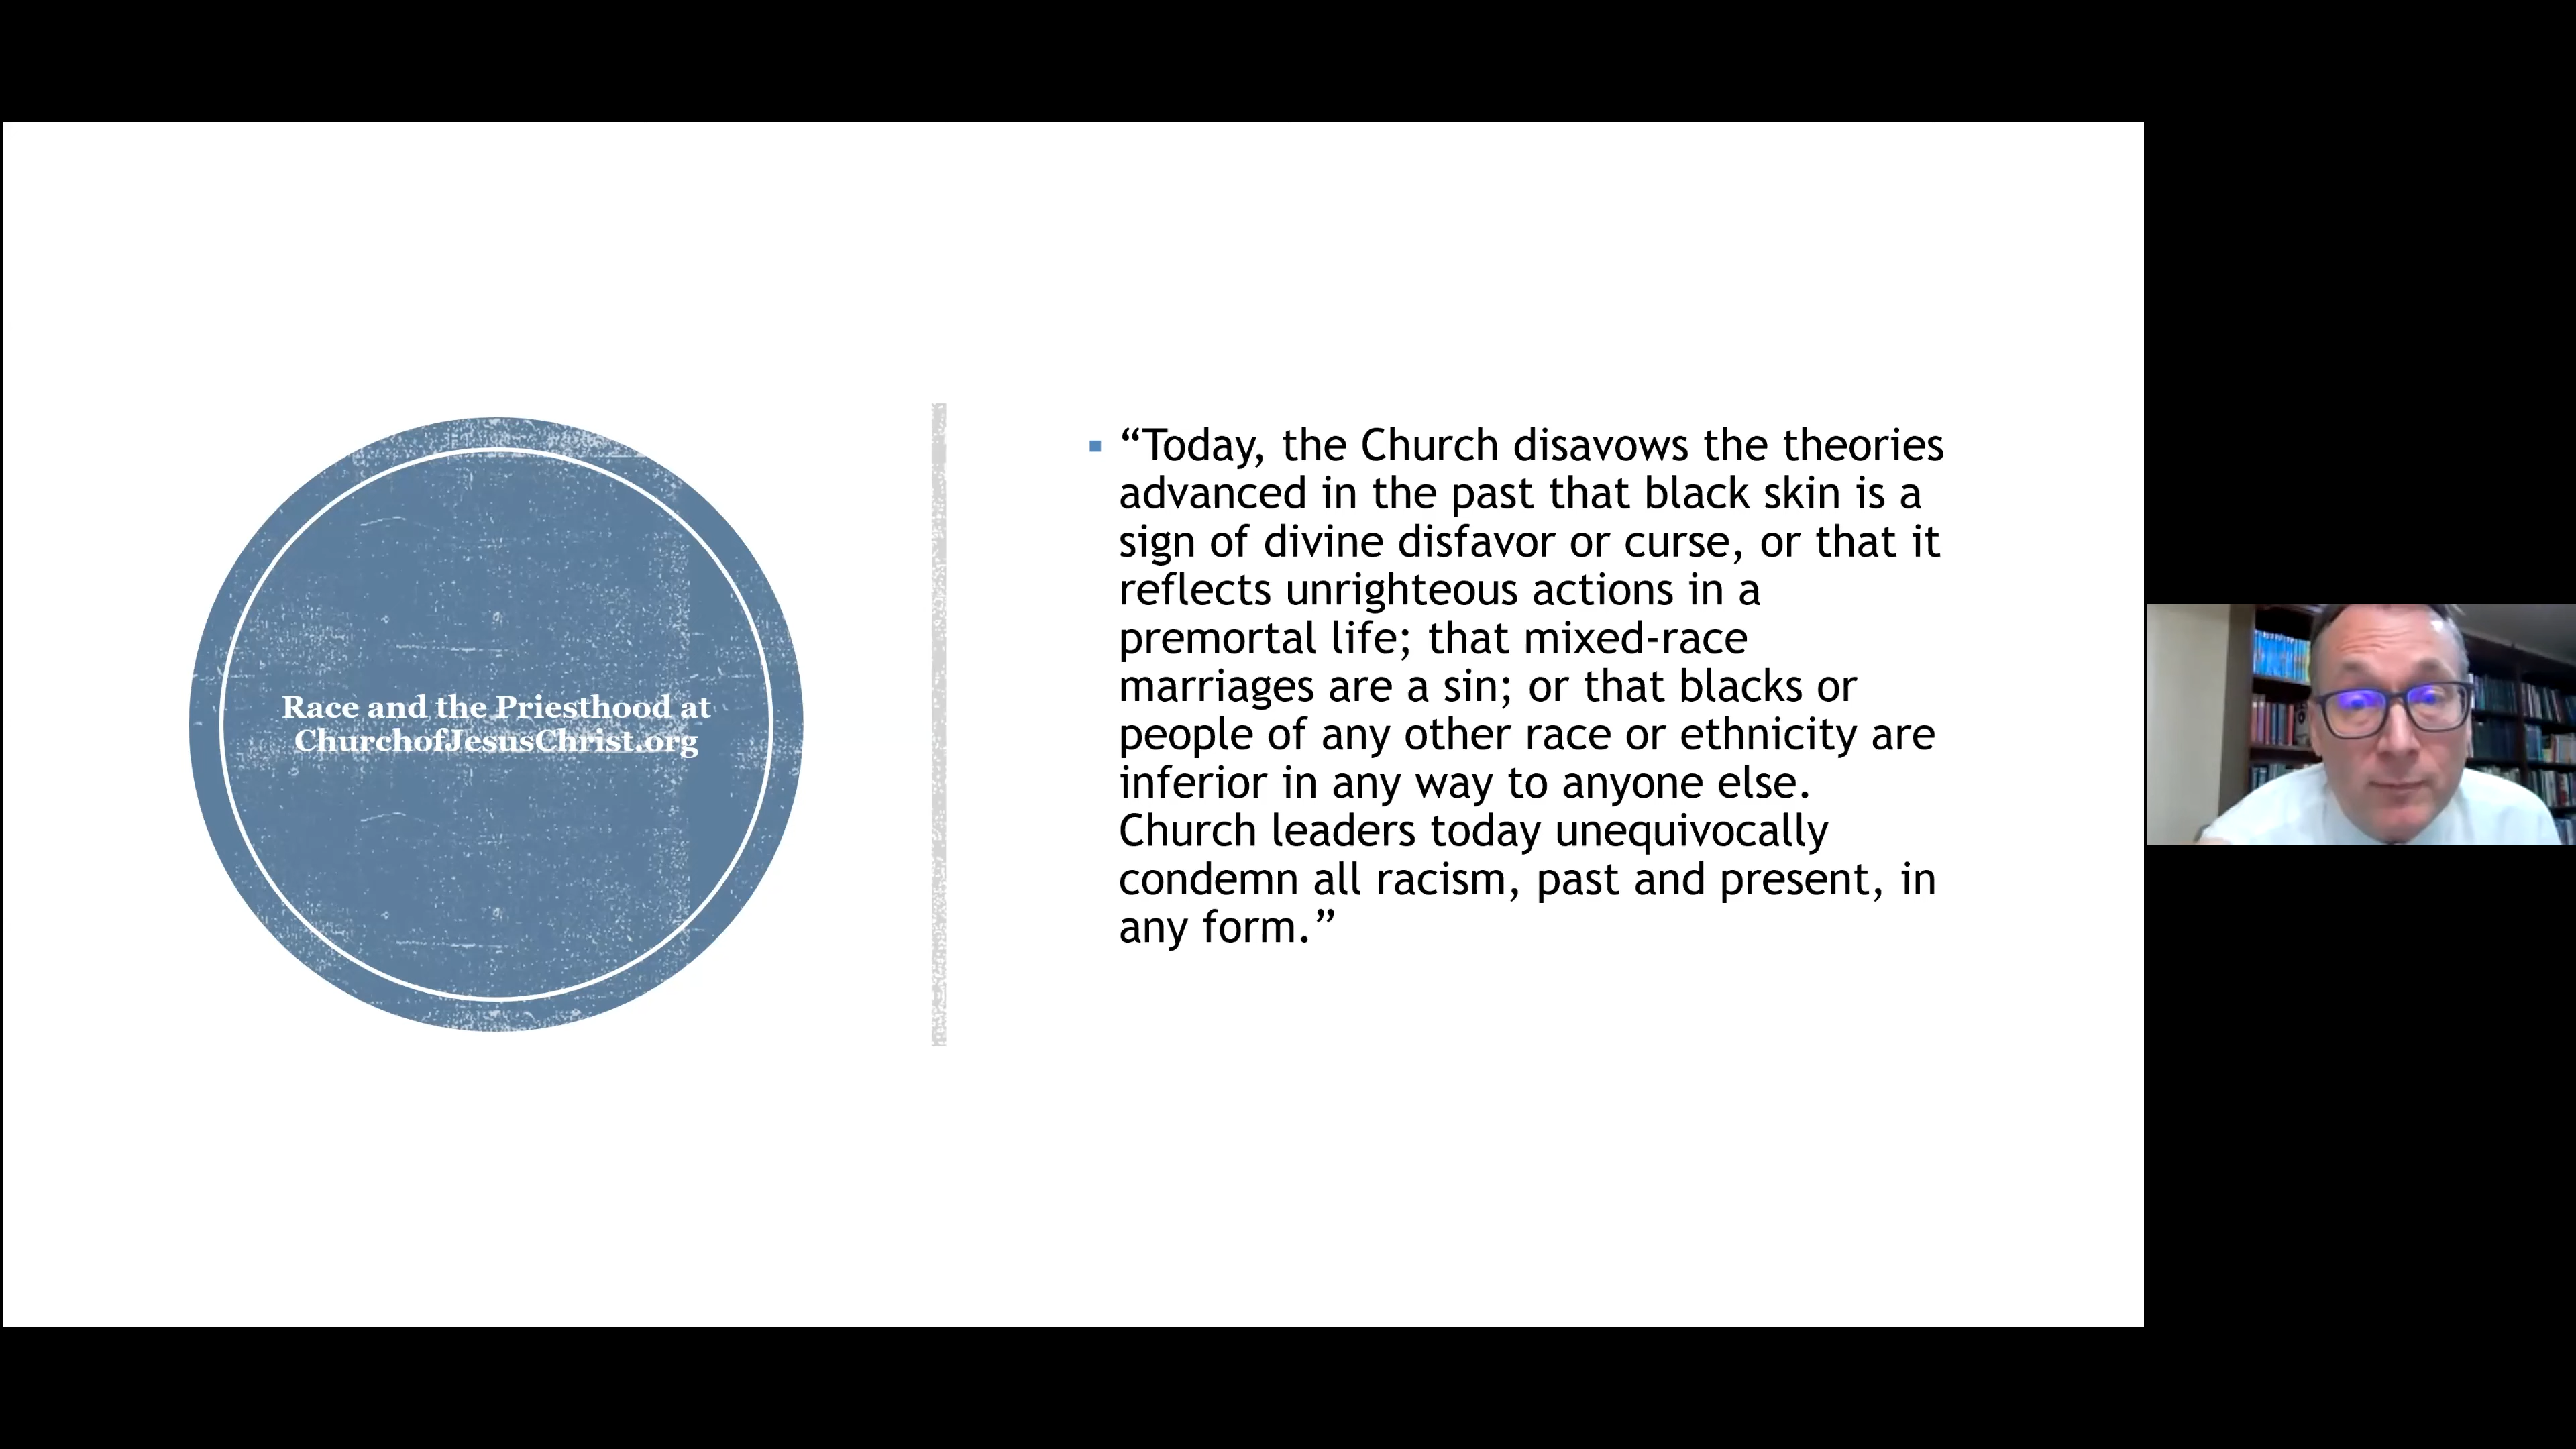 Race and the Priesthood at
ChurchofJesusChrist.org
“Today, the Church disavows the theories
advanced in the past that black skin is a
sign of divine disfavor or curse, or that it
reflects unrighteous actions in a
premortal life; that mixed-race
marriages are a sin; or that blacks or
people of any other race or ethnicity are
inferior in any way to anyone else.
Church leaders today unequivocally
condemn all racism, past and present, in
any form.”